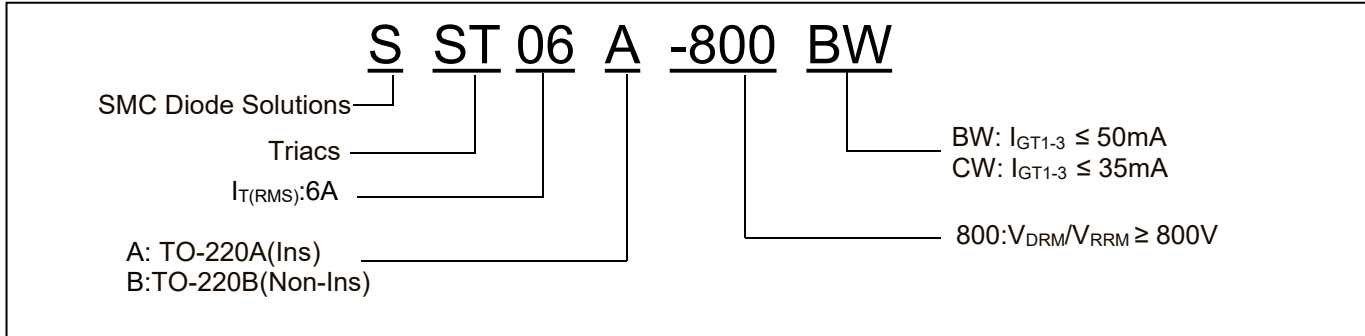 S ST 06 A -800 BW
SMC Diode Solutions
Triacs
IT(RMS):6A
A: TO-220A(Ins)
B:TO-220B(Non-Ins)
BW: IGT1-3 ≤ 50mA
CW: IGT1-3 ≤ 35mA
800:VDRM/VRRM ≥ 800V